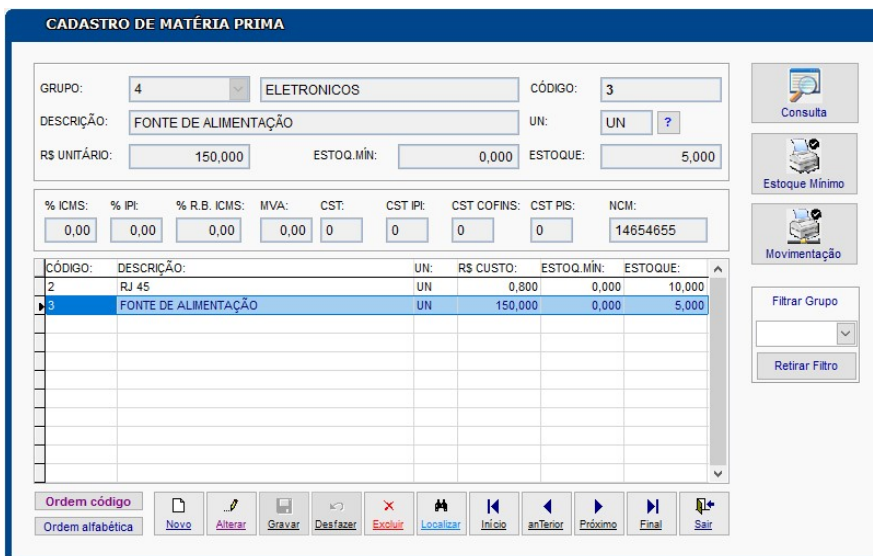 CADASTRO DE MATÉRIA PRIMA
GRUPO: 4 ELETRONICOS CÓDIGO: 3
DESCRIÇÃO: FONTE DE ALIMENTAÇÃO UN: UN ?
R$ UNITÁRIO: 150,000 ESTOQ.MÍN: 0,000 ESTOQUE: 5,000
% ICMS: % IPI: % R.B. ICMS: MVA: CST: CST IPI: CST COFINS: CST PIS: NCM:
0,00 0,00 0,00 0,00 0 0 0 0 14654655
CÓDIGO: DESCRIÇÃO: UN: R$ CUSTO: ESTOQ.MÍN: ESTOQUE:
2 RJ 45 UN 0,800 0,000 10,000
3 FONTE DE ALIMENTAÇÃO UN 150,000 0,000 5,000
Consulta
Estoque Mínimo
Movimentação
Filtrar Grupo
Retirar Filtro
Ordem código
Ordem alfabética
Novo Alterar Gravar Desfazer Excluir Localizar Início anTerior Próximo Final Sair